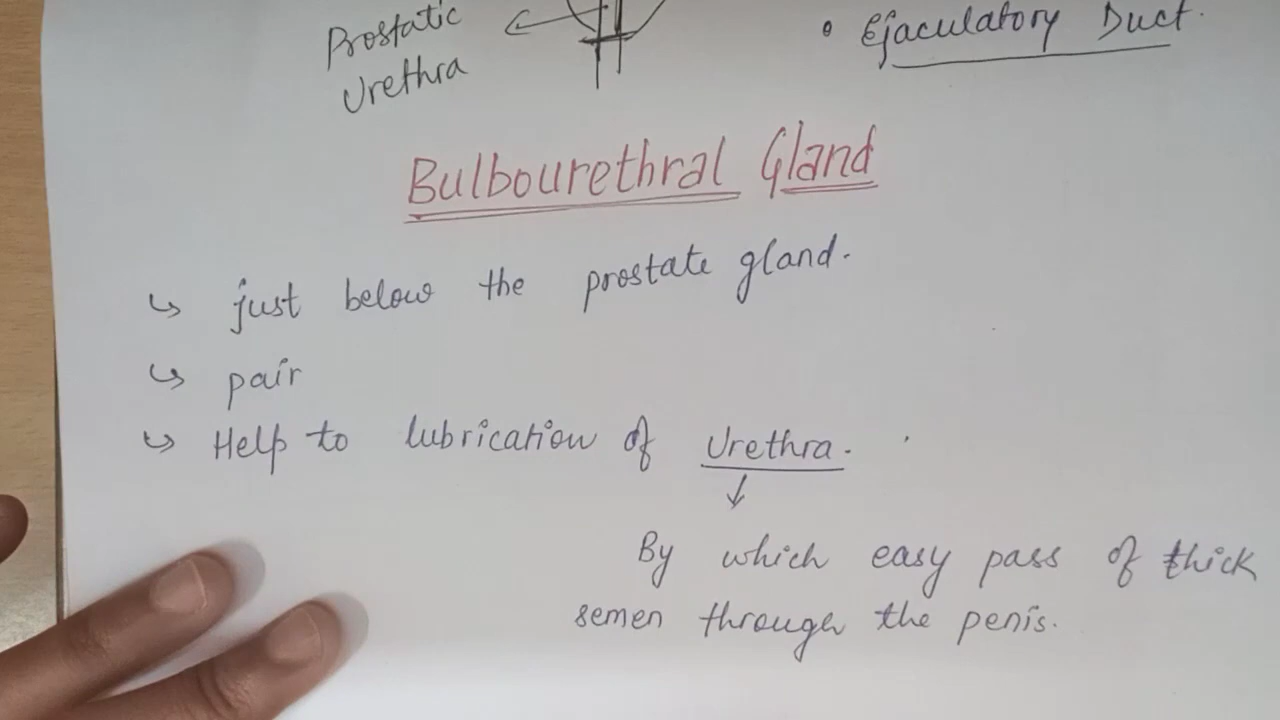 Prostatic
Urethra
• Ejaculatory Duct.
Bulbourethral Gland
↳ just below the prostate gland.
↳ pair
↳ Help to lubrication of Urethra.
↓
By which easy pass of thick
semen through the penis.